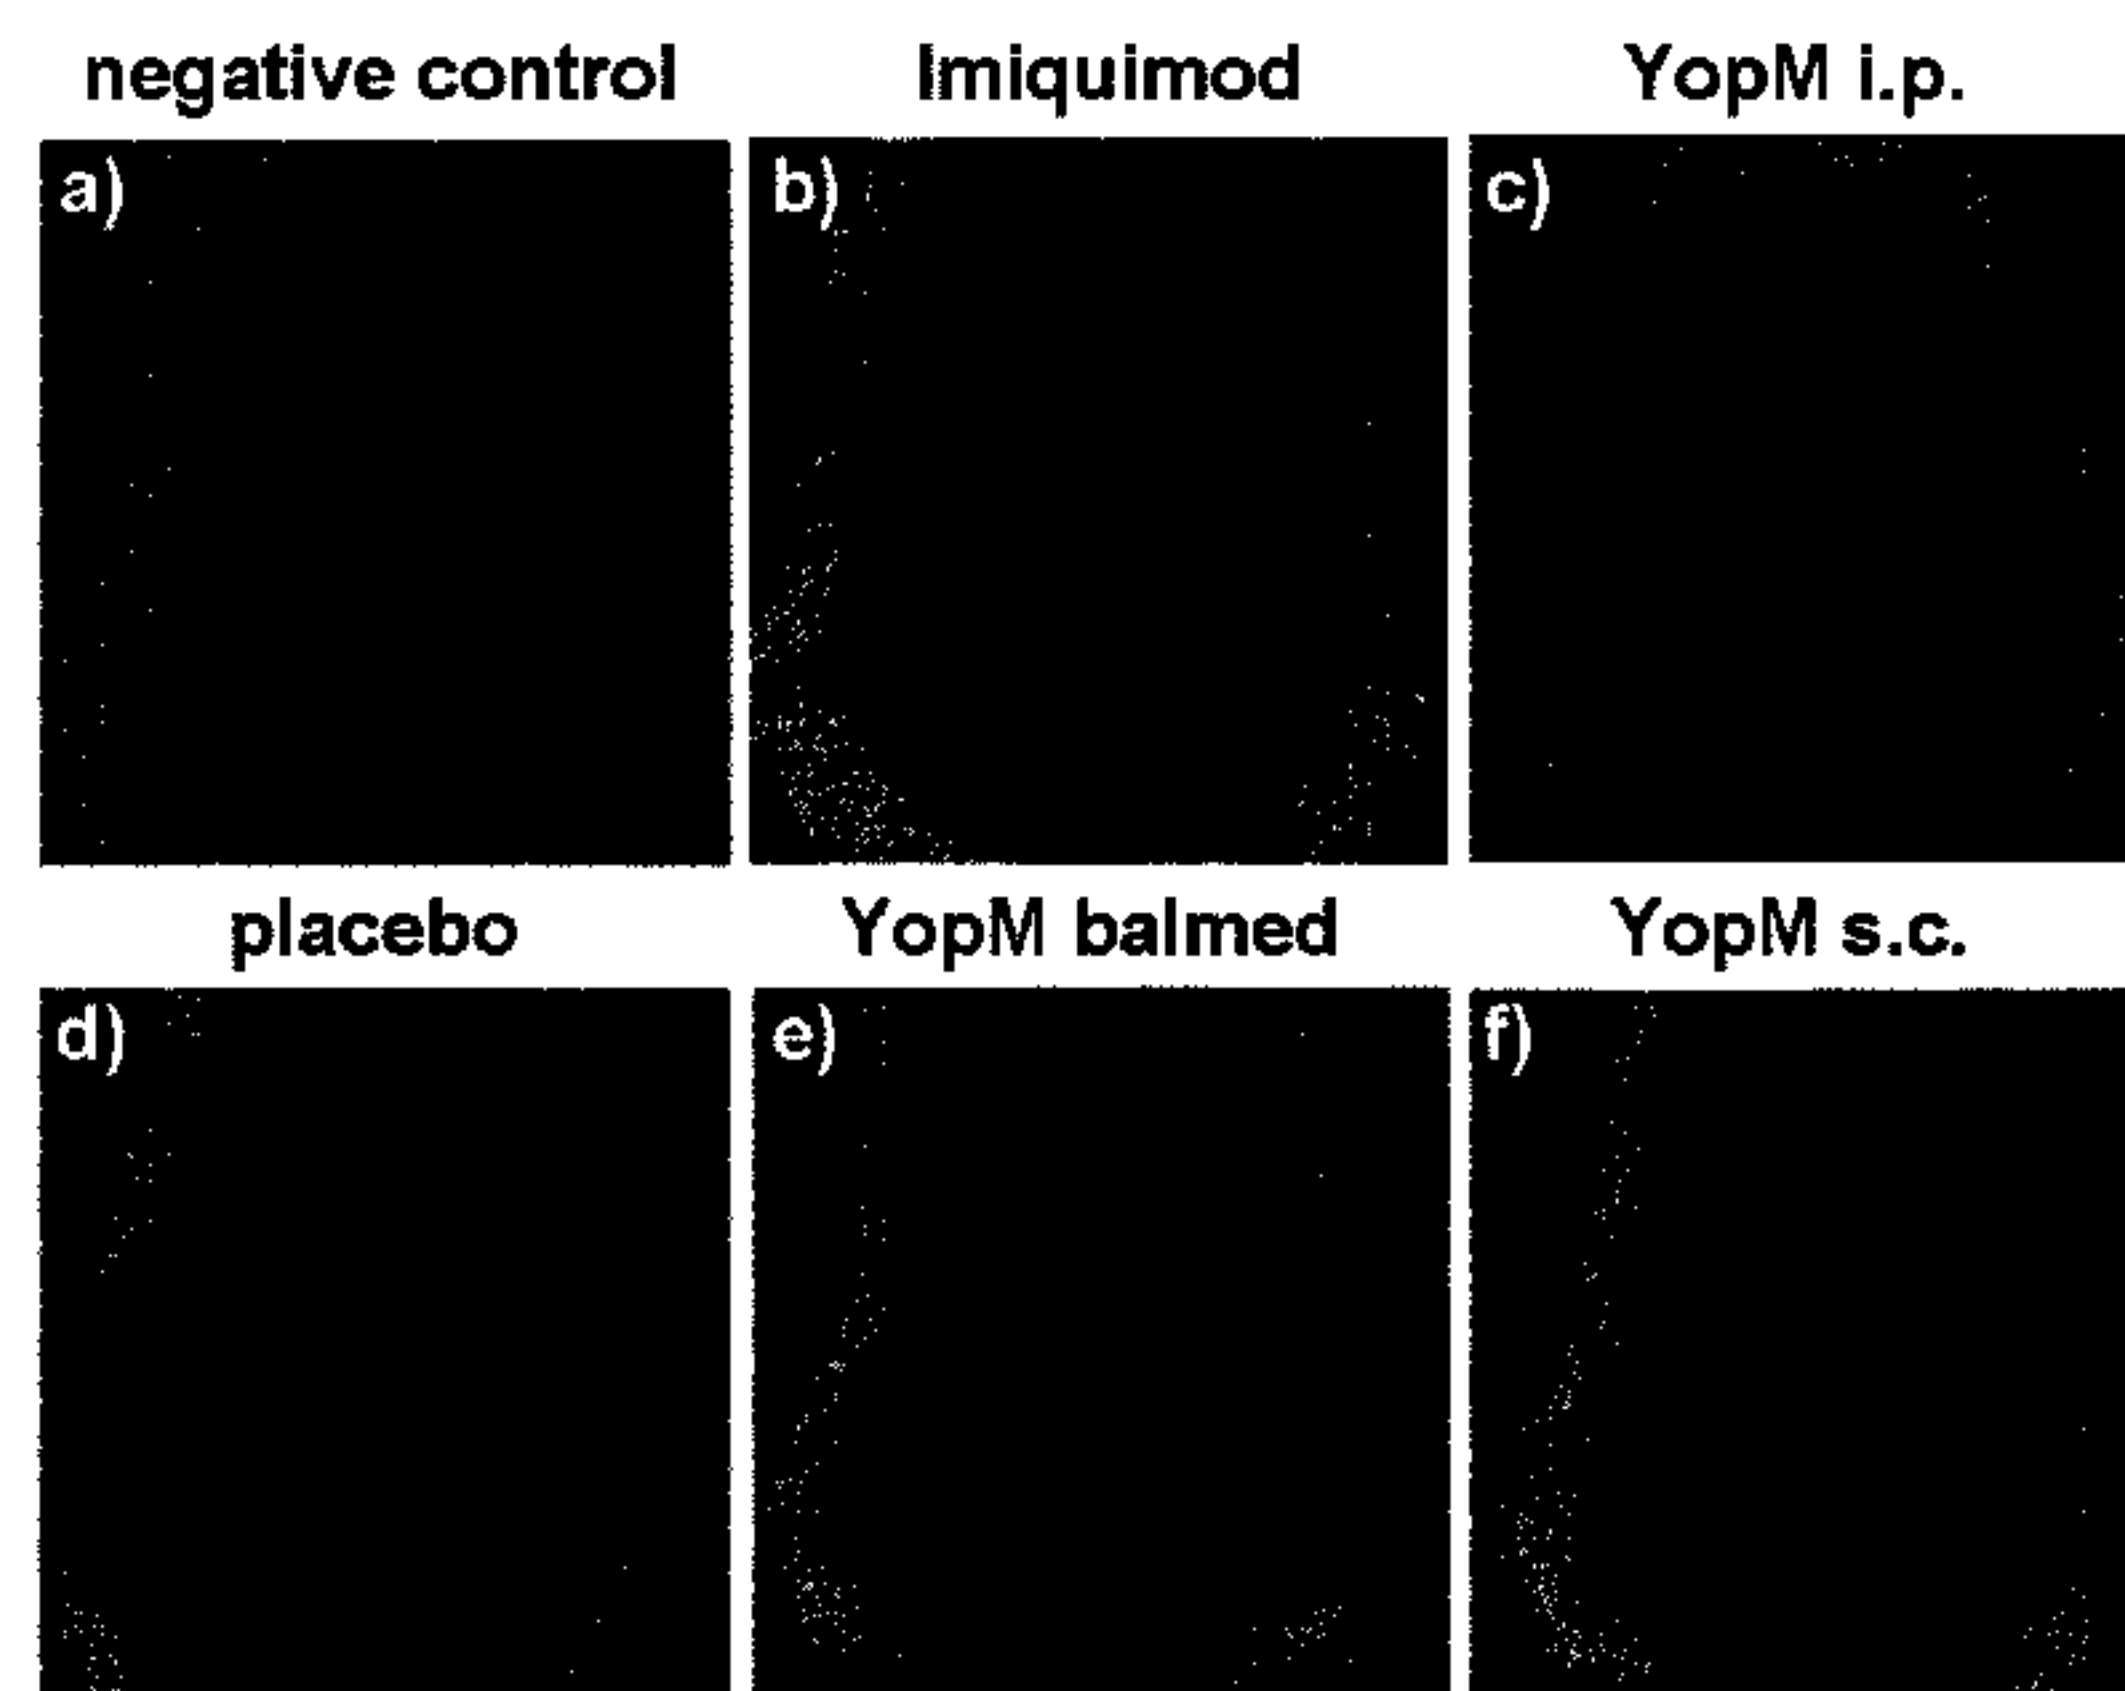 negative control Imiquimod YopM i.p.
a) b) c)
placebo YopM balmed YopM s.c.
d) e) f)